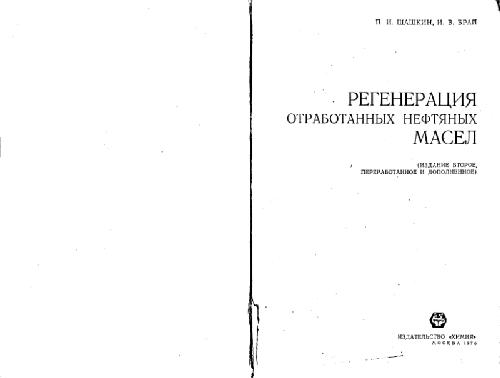 П. И. ШАШКИН, И. В. БРАЙ
РЕГЕНЕРАЦИЯ
ОТРАБОТАННЫХ НЕФТЯНЫХ
МАСЕЛ
(ИЗДАНИЕ ВТОРОЕ,
ПЕРЕРАБОТАННОЕ И ДОПОЛНЕННОЕ)
ИЗДАТЕЛЬСТВО «ХИМИЯ»
МОСКВА 1970